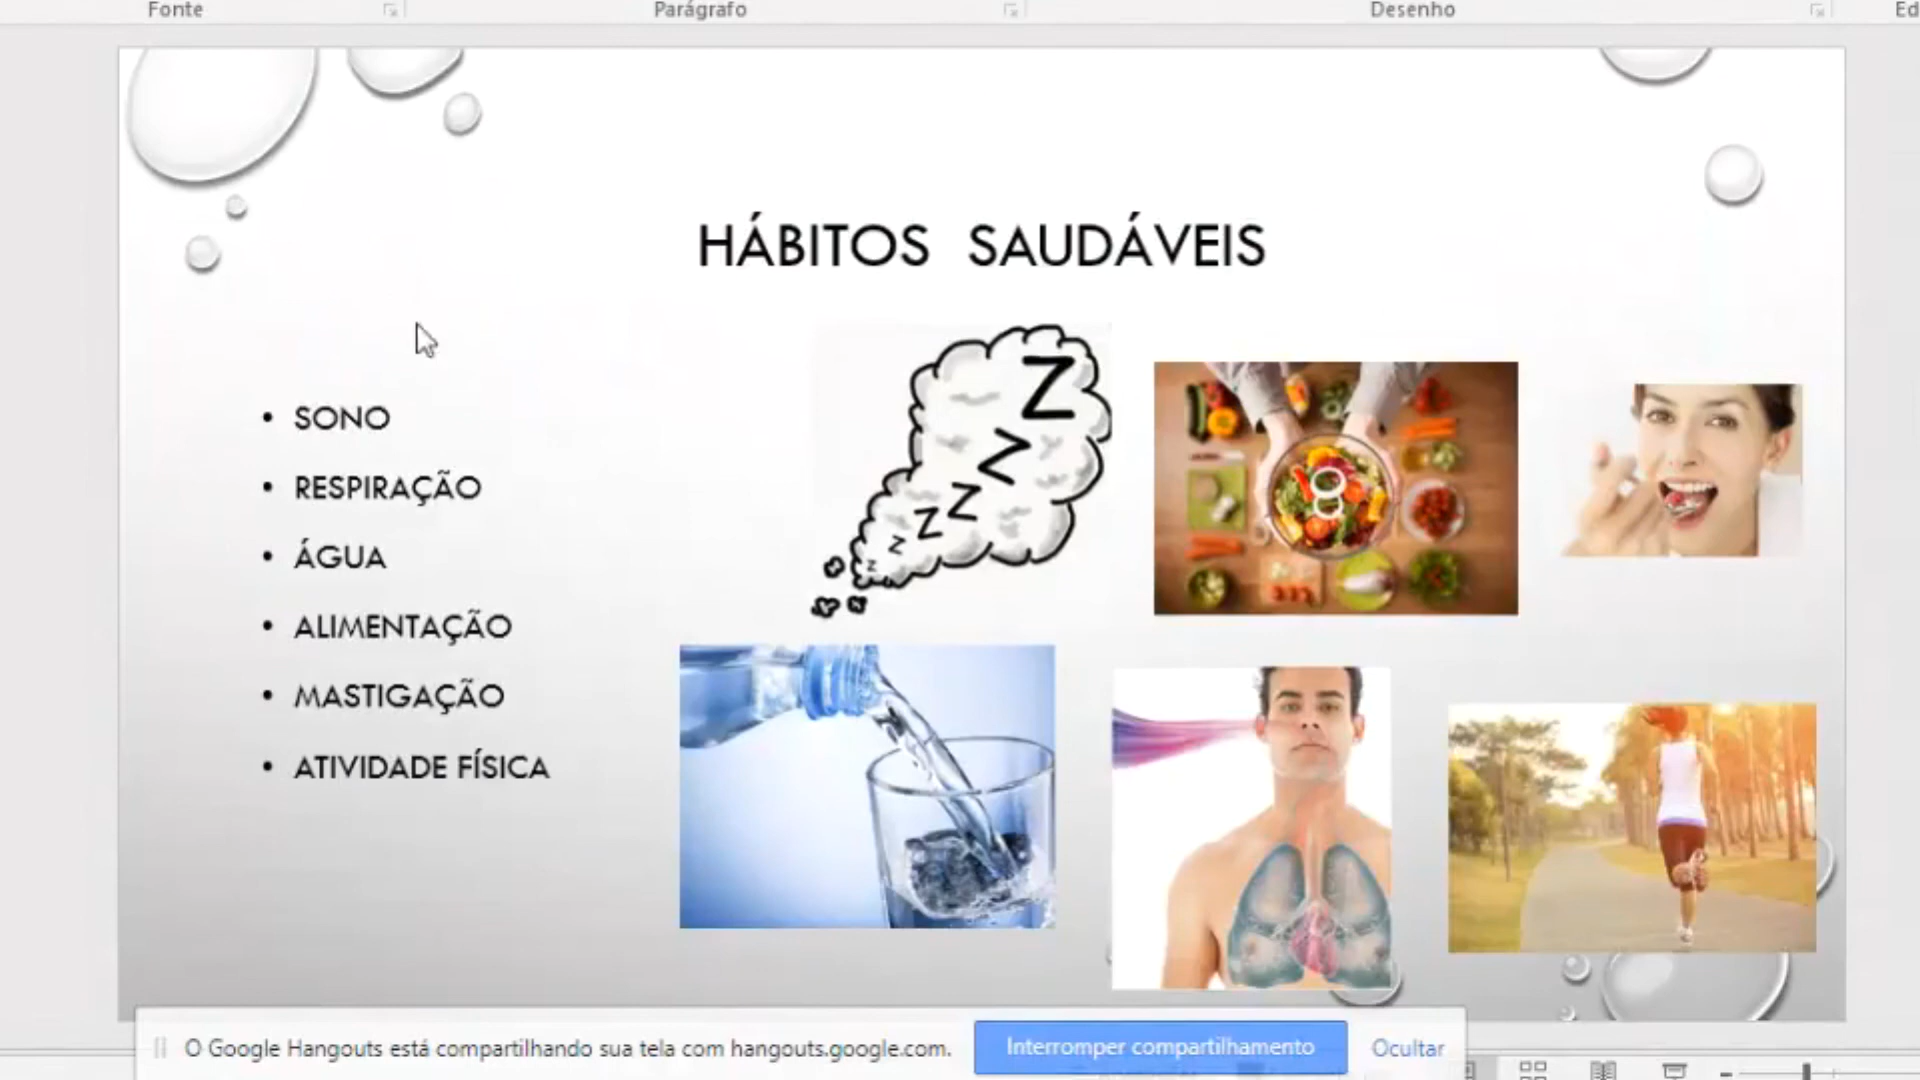 Fonte
Parágrafo
Desenho
Ed
HÁBITOS SAUDÁVEIS
• SONO
• RESPIRAÇÃO
• ÁGUA
• ALIMENTAÇÃO
• MASTIGAÇÃO
• ATIVIDADE FÍSICA
Z
Z
Z
Z
Z
Z
O Google Hangouts está compartilhando sua tela com hangouts.google.com.
Interromper compartilhamento
Ocultar